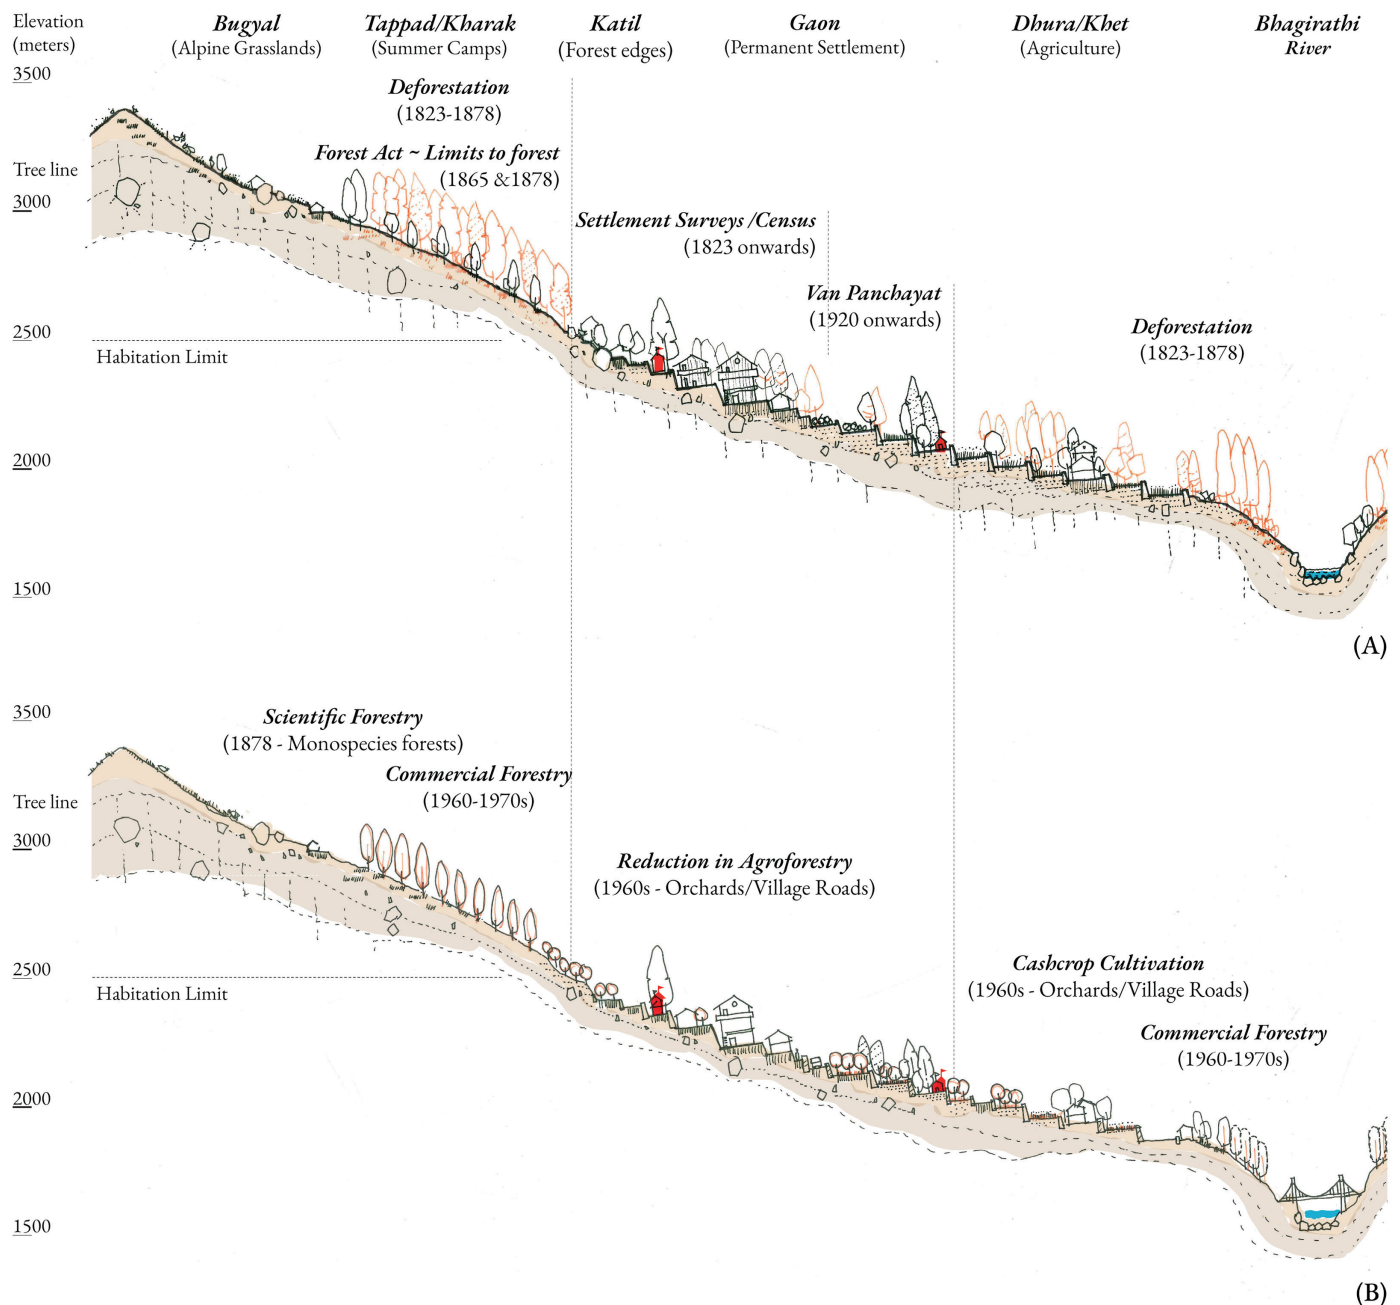 Elevation
(meters)
Bugyal
(Alpine Grasslands)
Tappad/Kharak
(Summer Camps)
Katil
(Forest edges)
Gaon
(Permanent Settlement)
Dhura/Khet
(Agriculture)
Bhagirathi
River
3500
Deforestation
(1823-1878)
Forest Act ~ Limits to forest
(1865 &1878)
Tree line
3000
Settlement Surveys /Census
(1823 onwards)
Van Panchayat
(1920 onwards)
Deforestation
(1823-1878)
2500
Habitation Limit
2000
1500
(A)
3500
Scientific Forestry
(1878 - Monospecies forests)
Commercial Forestry
(1960-1970s)
Tree line
3000
Reduction in Agroforestry
(1960s - Orchards/Village Roads)
2500
Habitation Limit
Cashcrop Cultivation
(1960s - Orchards/Village Roads)
Commercial Forestry
(1960-1970s)
2000
1500
(B)